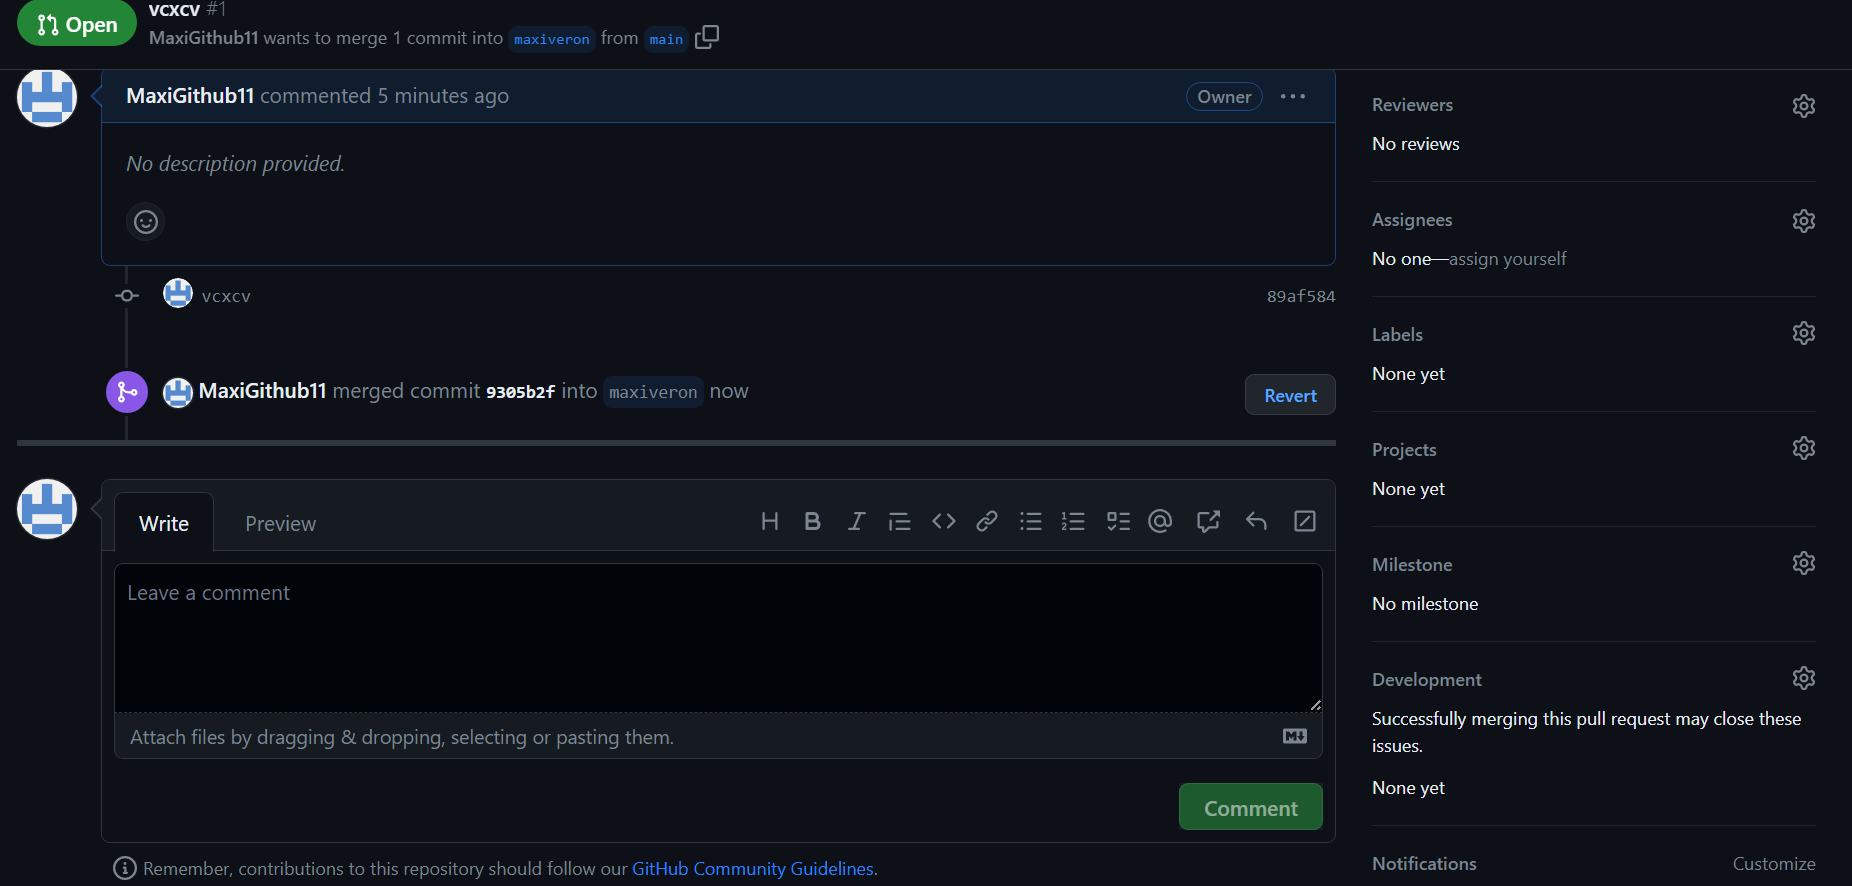 Open
vcxcv #1
MaxiGithub11 wants to merge 1 commit into maxiveron from main
MaxiGithub11 commented 5 minutes ago
Owner
No description provided.
vcxcv
89af584
MaxiGithub11 merged commit 9305b2f into maxiveron now
Revert
Write
Preview
Leave a comment
Attach files by dragging & dropping, selecting or pasting them.
Comment
Remember, contributions to this repository should follow our GitHub Community Guidelines.
Reviewers
No reviews
Assignees
No one—assign yourself
Labels
None yet
Projects
None yet
Milestone
No milestone
Development
Successfully merging this pull request may close these
issues.
None yet
Notifications
Customize